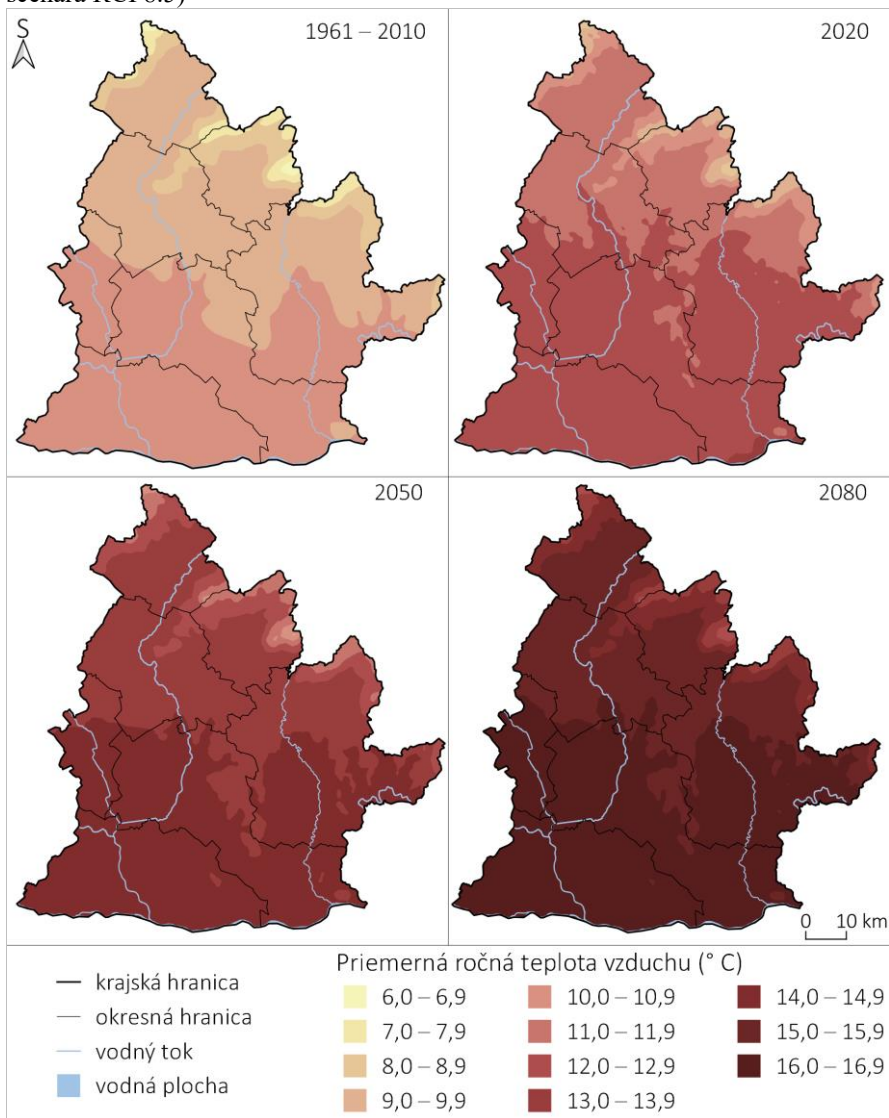 scenára RCP8.5)
S
1961 – 2010
2020
2050
2080
0 10 km
krajská hranica
okresná hranica
vodný tok
vodná plocha
Priemerná ročná teplota vzduchu (° C)
6,0 – 6,9
7,0 – 7,9
8,0 – 8,9
9,0 – 9,9
10,0 – 10,9
11,0 – 11,9
12,0 – 12,9
13,0 – 13,9
14,0 – 14,9
15,0 – 15,9
16,0 – 16,9